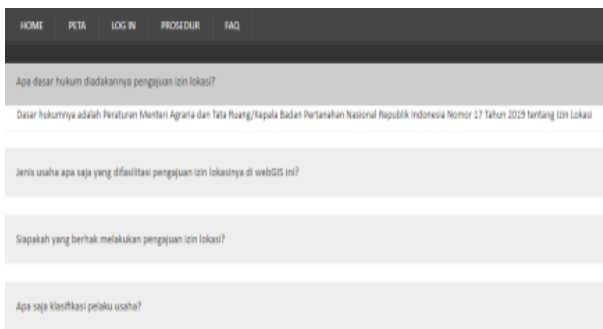 HOME PETA LOG IN PROSEDUR FAQ
Apa dasar hukum diadakannya pengajuan izin lokasi?
Dasar hukumnya adalah Peraturan Menteri Agraria dan Tata Ruang/Kepala Badan Pertanahan Nasional Republik Indonesia Nomor 17 Tahun 2019 tentang Izin Lokasi
Jenis usaha apa saja yang difasilitasi pengajuan izin lokasinya di webGIS ini?
Siapakah yang berhak melakukan pengajuan izin lokasi?
Apa saja klasifikasi pelaku usaha?